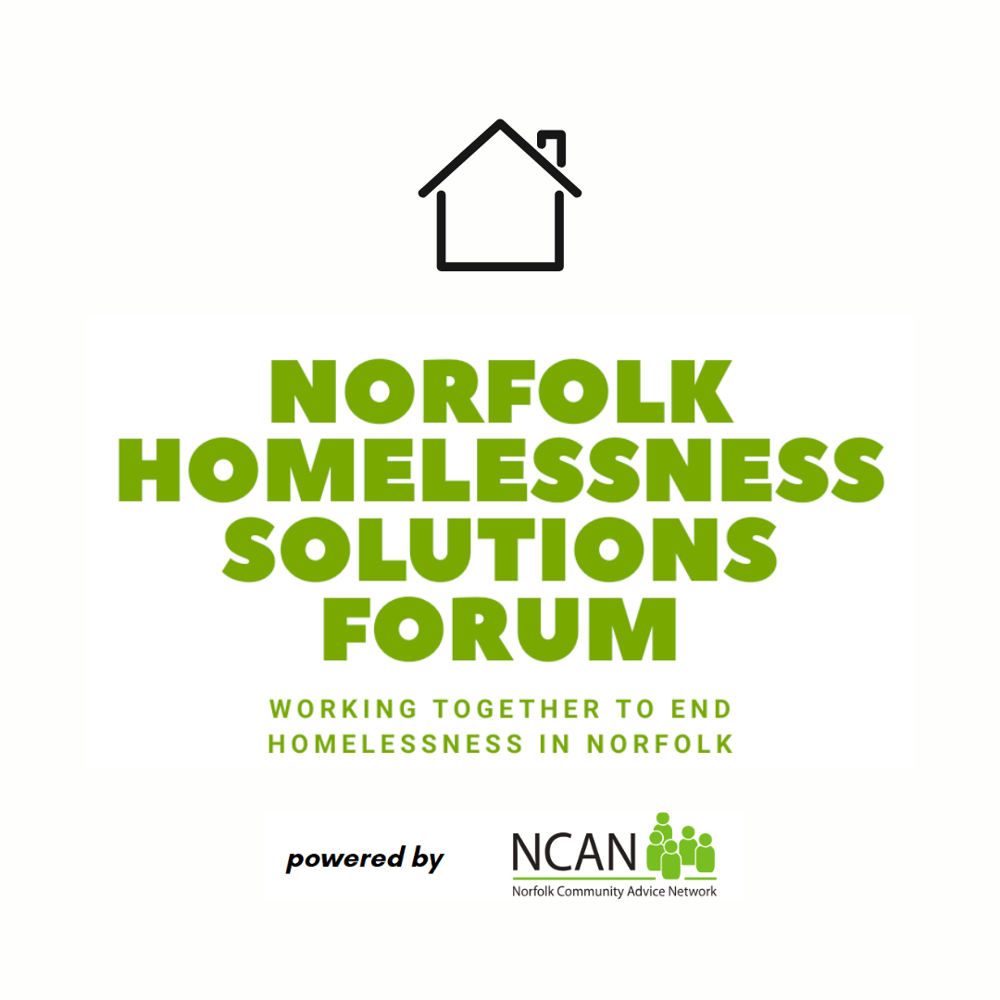 NORFOLK
HOMELESSNESS
SOLUTIONS
FORUM
WORKING TOGETHER TO END
HOMELESSNESS IN NORFOLK
powered by
NCAN
Norfolk Community Advice Network